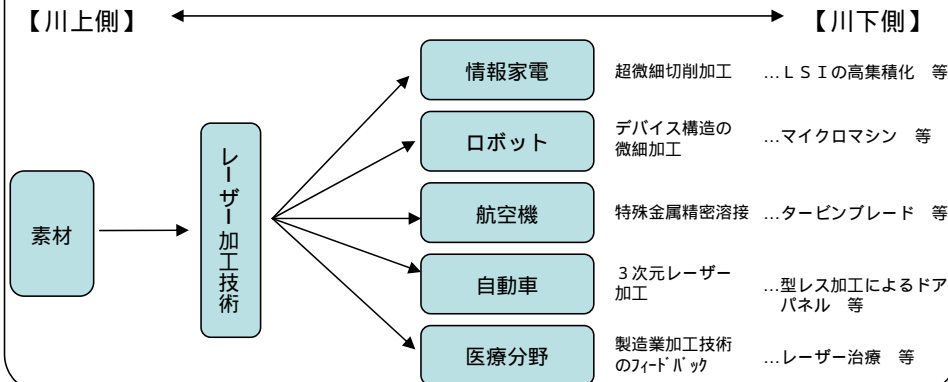 【川上側】
【川下側】
素材
レーザー加工技術
情報家電
超微細切削加工
…ＬＳＩの高集積化　等
ロボット
デバイス構造の
微細加工
…マイクロマシン　等
航空機
特殊金属精密溶接
…タービンブレード　等
自動車
３次元レーザー
加工
…型レス加工によるドア
パネル　等
医療分野
製造業加工技術
のﾌｨｰﾄﾞﾊﾞｯｸ
…レーザー治療　等